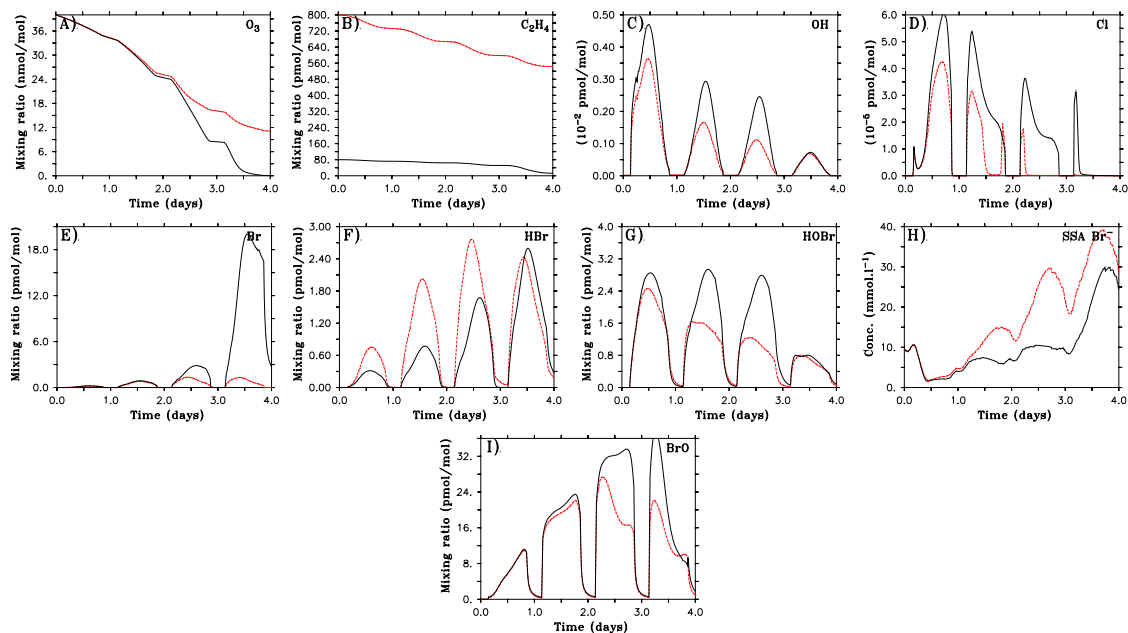 A). O₃
Mixing ratio (nmol/mol)
36.
30.
24.
18.
12.
6.
0.
0.0 1.0 2.0 3.0 4.0
Time (days)
B). C₂H₄
Mixing ratio (pmol/mol)
800.
720.
640.
560.
480.
400.
320.
240.
160.
80.
0.
0.0 1.0 2.0 3.0 4.0
Time (days)
C). OH
(10⁻² pmol/mol)
0.50
0.40
0.30
0.20
0.10
0.00
0.0 1.0 2.0 3.0 4.0
Time (days)
D). Cl
(10⁻⁵ pmol/mol)
6.0
5.0
4.0
3.0
2.0
1.0
0.0
0.0 1.0 2.0 3.0 4.0
Time (days)
E). Br
Mixing ratio (pmol/mol)
18.0
12.0
6.0
0.0
0.0 1.0 2.0 3.0 4.0
Time (days)
F). HBr
Mixing ratio (pmol/mol)
3.00
2.40
1.80
1.20
0.60
0.00
0.0 1.0 2.0 3.0 4.0
Time (days)
G). HOBr
Mixing ratio (pmol/mol)
4.0
3.2
2.4
1.6
0.8
0.0
0.0 1.0 2.0 3.0 4.0
Time (days)
H). SSA Br⁻
Conc. (mmol.l⁻¹)
40.
30.
20.
10.
0.
0.0 1.0 2.0 3.0 4.0
Time (days)
I). BrO
Mixing ratio (pmol/mol)
32.
24.
16.
8.
0.
0.0 1.0 2.0 3.0 4.0
Time (days)